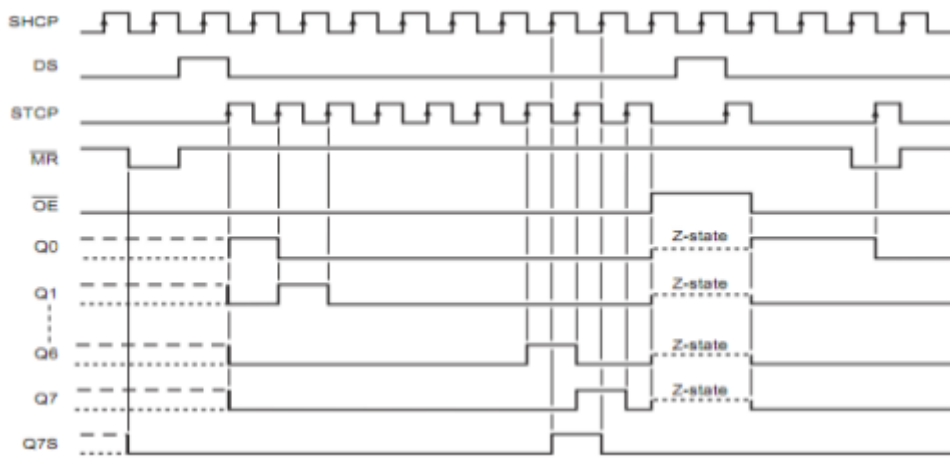 SHCP
DS
STCP
MR
OE
Q0 Z-state
Q1 Z-state
Q6 Z-state
Q7 Z-state
Q7S